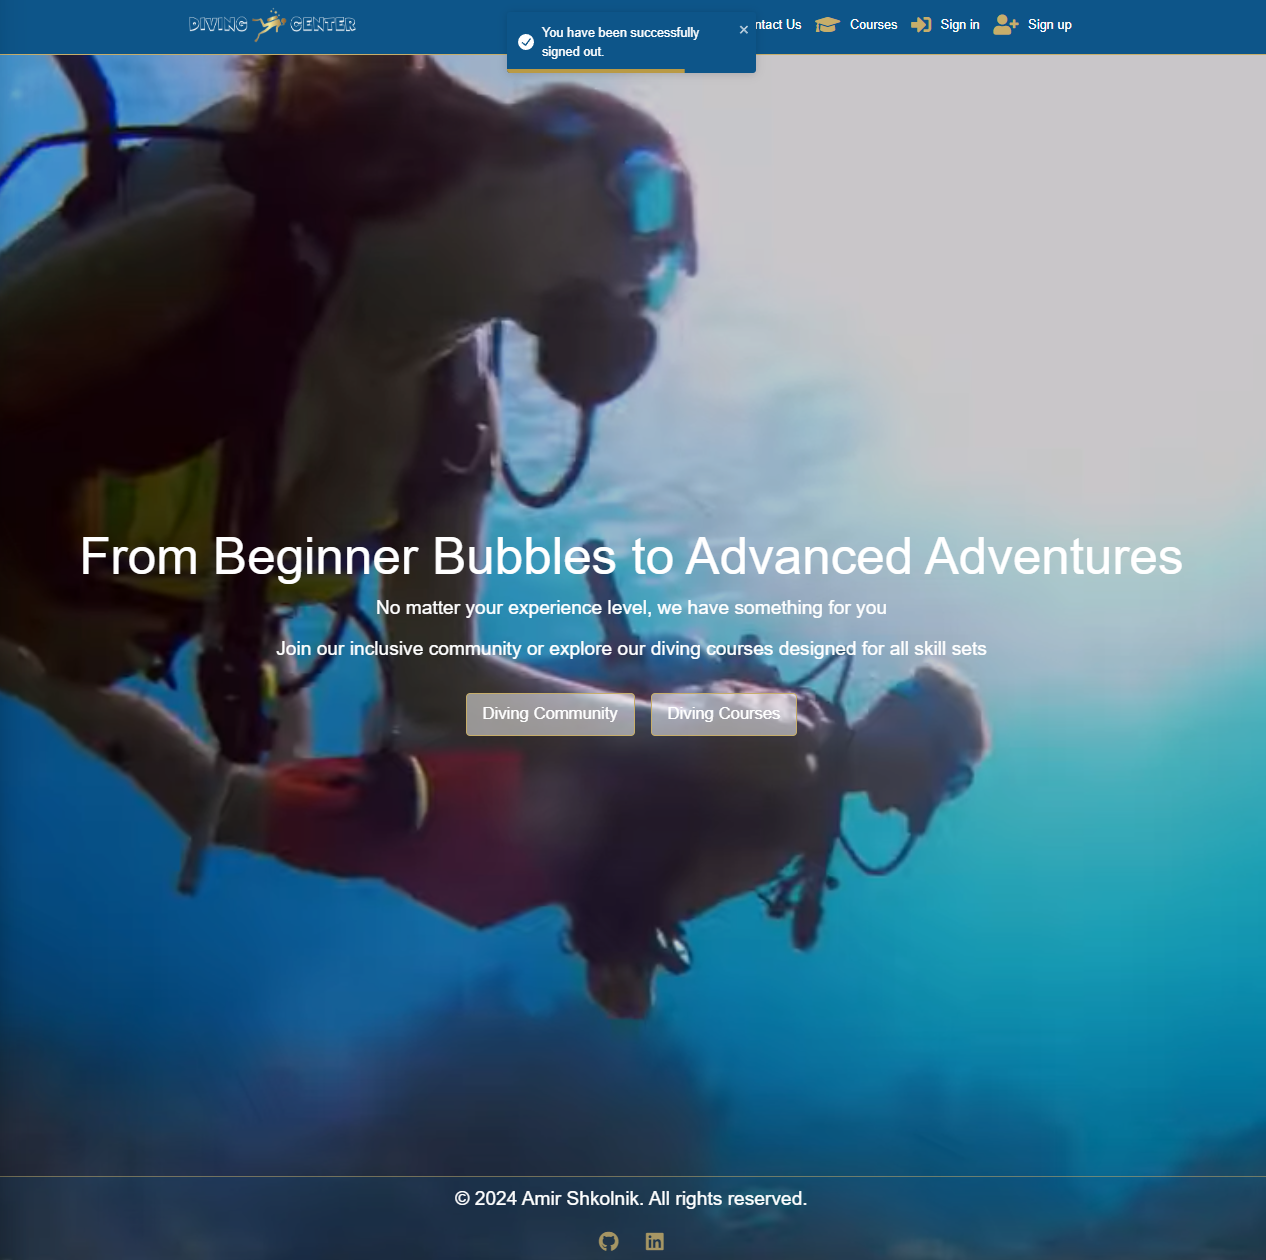 DIVING CENTER
You have been successfully
signed out.
ntact Us
Courses
Sign in
Sign up
From Beginner Bubbles to Advanced Adventures
No matter your experience level, we have something for you
Join our inclusive community or explore our diving courses designed for all skill sets
Diving Community
Diving Courses
© 2024 Amir Shkolnik. All rights reserved.